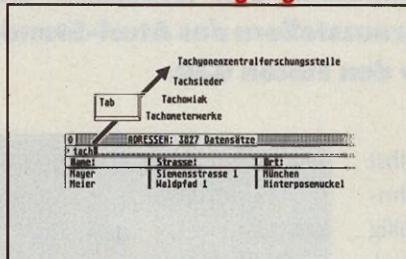 Tachyonenzentralforschungsstelle
Tachsieder
Tab Tachowiak
Tachometerwerke
0 ADRESSEN: 3827 Datensätze
tach
Name: Strasse: Ort:
Mayer Siemensstrasse 1 München
Meier Waldpfad 1 Hinterposemuckel